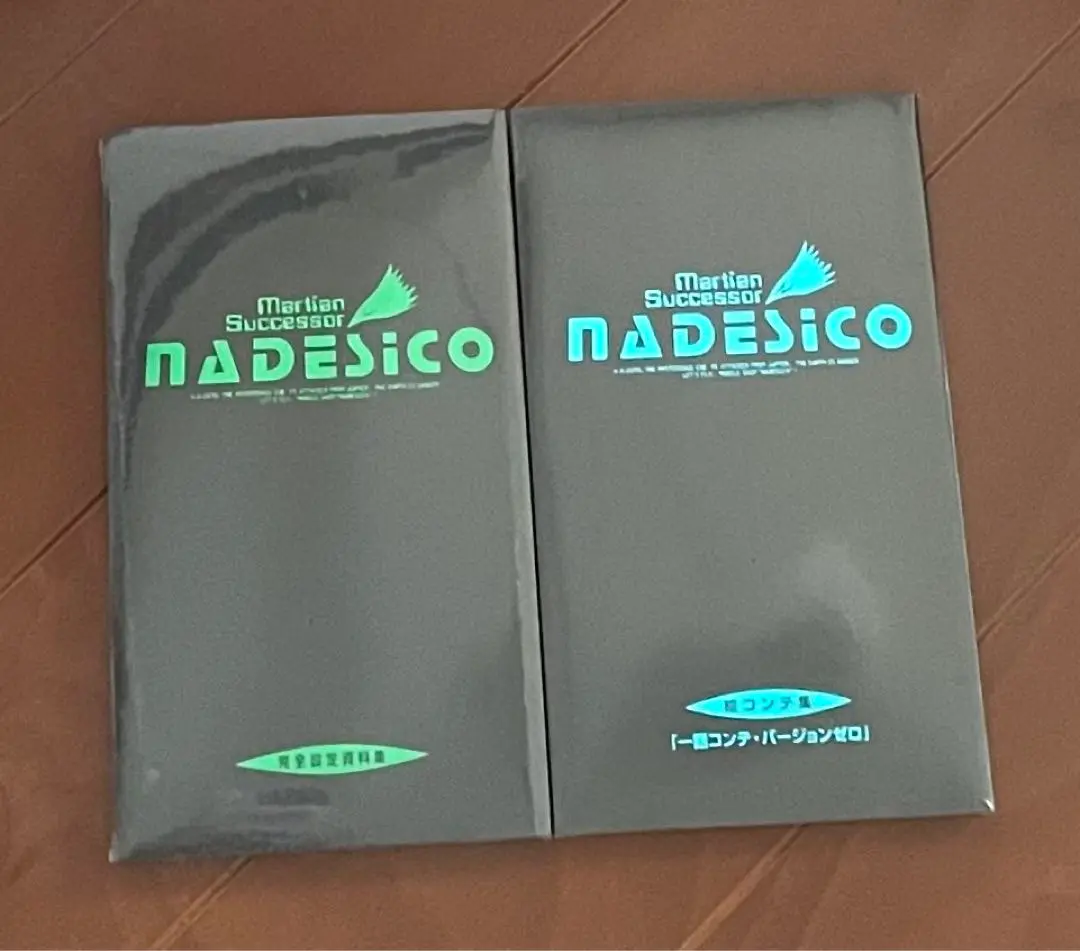 Martian
Successor
NADESiCO
完全設定資料集
Martian
Successor
NADESiCO
絵コンテ集
「一話コンテ・バージョンゼロ」